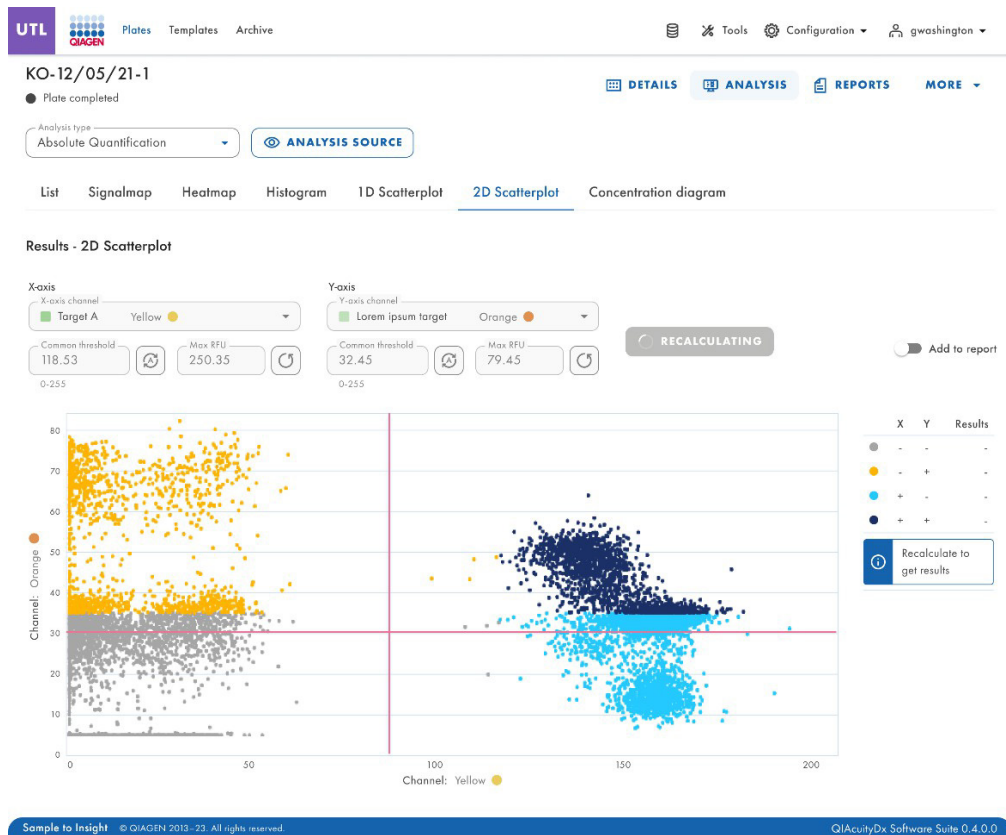 UTL QIAGEN Plates Templates Archive Tools Configuration gwashington
KO-12/05/21-1
Plate completed
DETAILS ANALYSIS REPORTS MORE
Analysis type
Absolute Quantification
ANALYSIS SOURCE
List Signalmap Heatmap Histogram 1D Scatterplot 2D Scatterplot Concentration diagram
Results - 2D Scatterplot
X-axis Y-axis
X-axis channel Y-axis channel
Target A Yellow Lorem ipsum target Orange
Common threshold Max RFU Common threshold Max RFU
118.53 A 250.35 32.45 A 79.45
RECALCULATING
Add to report
0-255 0-255
X Y Results
- - -
- + -
+ - -
+ + -
Recalculate to
get results
80
70
60
50
40
30
20
10
0
Channel: Orange
0 50 100 150 200
Channel: Yellow
Sample to Insight © QIAGEN 2013–23. All rights reserved. QIAcuityDx Software Suite 0.4.0.0